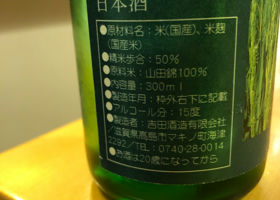 日本酒
●原材料名：米(国産)、米麹
(国産米)
●精米歩合：50%
●原料米：山田錦100%
●内容量：300ml
●製造年月：枠外右下に記載
●アルコール分：15度
●製造者：吉田酒造有限会社
／滋賀県高島市マキノ町海津
2292／TEL：0740-28-0014
●お酒は20歳になってから